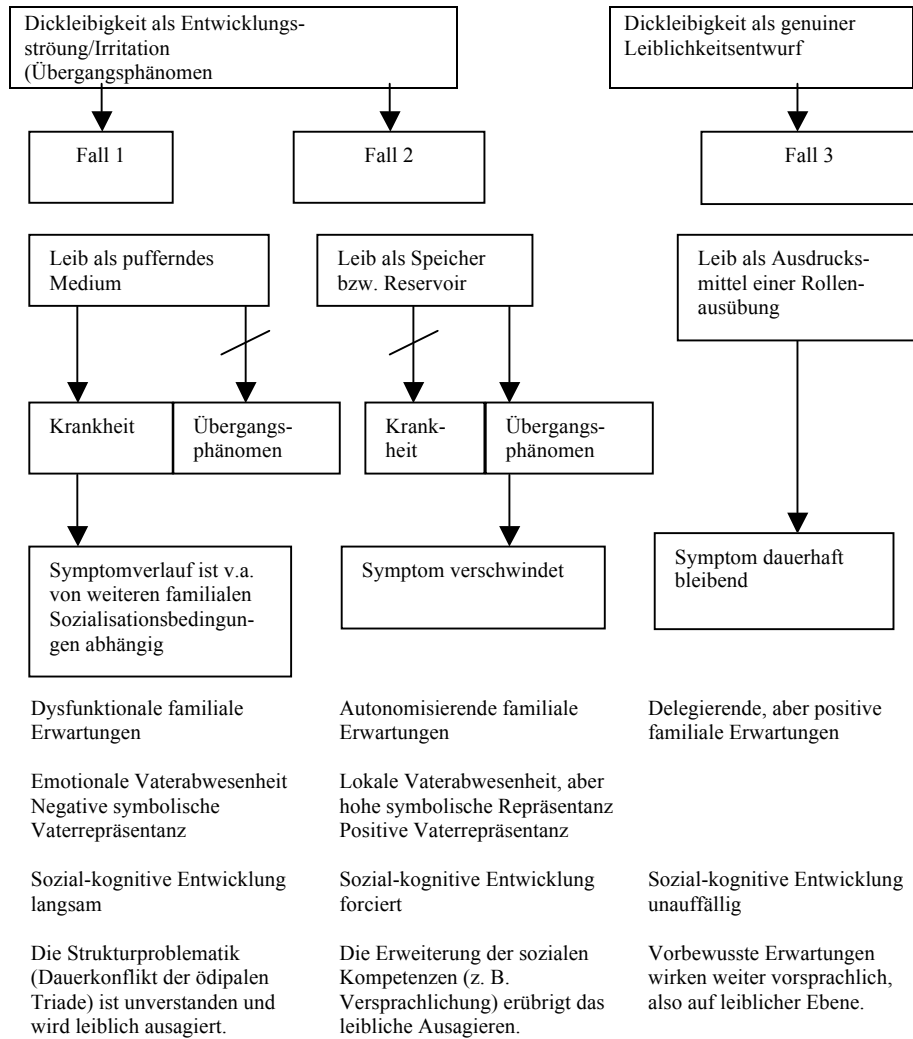 Dickleibigkeit als Entwicklungs-
ströung/Irritation
(Übergangsphänomen
Dickleibigkeit als genuiner
Leiblichkeitsentwurf
Fall 1
Fall 2
Fall 3
Leib als pufferndes
Medium
Leib als Speicher
bzw. Reservoir
Leib als Ausdrucks-
mittel einer Rollen-
ausübung
Krankheit
Übergangs-
phänomen
Krank-
heit
Übergangs-
phänomen
Symptomverlauf ist v.a.
von weiteren familialen
Sozialisationsbedingun-
gen abhängig
Symptom verschwindet
Symptom dauerhaft
bleibend
Dysfunktionale familiale
Erwartungen
Autonomisierende familiale
Erwartungen
Delegierende, aber positive
familiale Erwartungen
Emotionale Vaterabwesenheit
Negative symbolische
Vaterrepräsentanz
Lokale Vaterabwesenheit, aber
hohe symbolische Repräsentanz
Positive Vaterrepräsentanz
Sozial-kognitive Entwicklung
langsam
Sozial-kognitive Entwicklung
forciert
Sozial-kognitive Entwicklung
unauffällig
Die Strukturproblematik
(Dauerkonflikt der ödipalen
Triade) ist unverstanden und
wird leiblich ausagiert.
Die Erweiterung der sozialen
Kompetenzen (z. B.
Versprachlichung) erübrigt das
leibliche Ausagieren.
Vorbewusste Erwartungen
wirken weiter vorsprachlich,
also auf leiblicher Ebene.